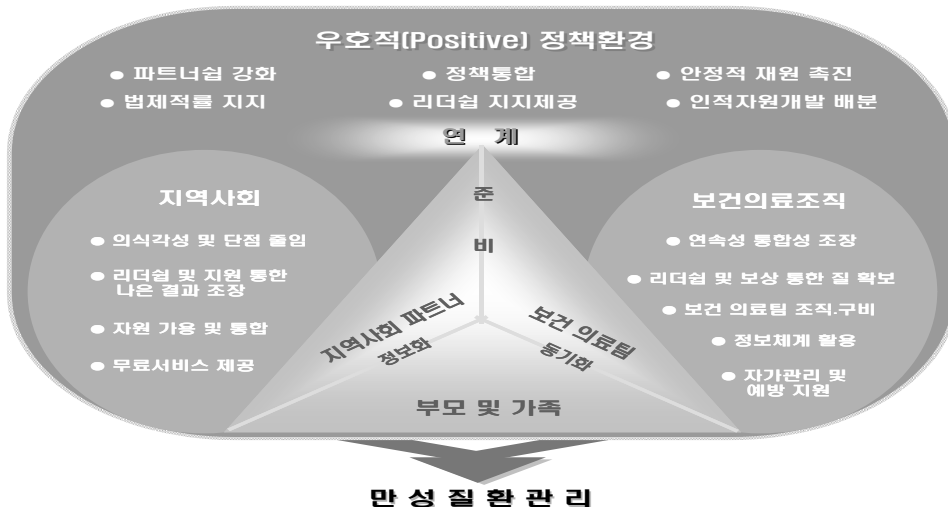 우호적(Positive) 정책환경
● 파트너쉽 강화
● 정책통합
● 안정적 재원 촉진
● 법제적률 지지
● 리더쉽 지지제공
● 인적자원개발 배분
연 계
지역사회
● 의식각성 및 단점 줄임
● 리더쉽 및 지원 통한
나은 결과 조장
● 자원 가용 및 통합
● 무료서비스 제공
준
비
지역사회 파트너
정보화
보건 의료팀
동기화
부모 및 가족
보건의료조직
● 연속성 통합성 조장
● 리더쉽 및 보상 통한 질 확보
● 보건 의료팀 조직.구비
● 정보체계 활용
● 자가관리 및
예방 지원
만성질환관리